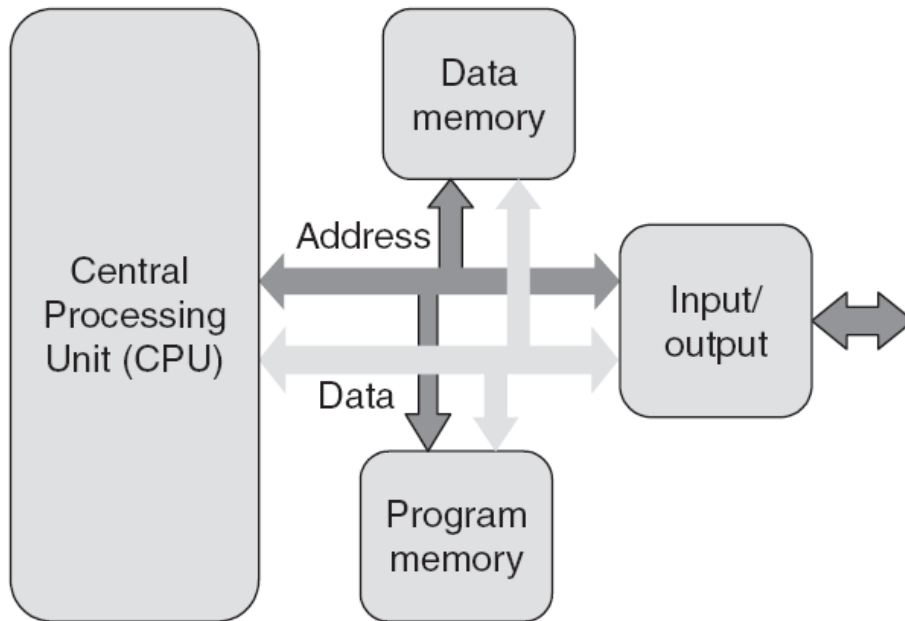 Data
memory
Address
Central
Processing
Unit (CPU)
Input/
output
Data
Program
memory